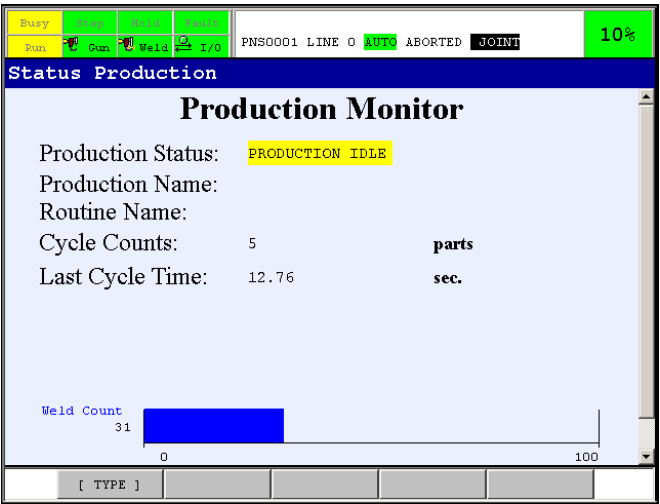 Busy Step Hold Fault
Run Gun Weld I/O
PNS0001 LINE 0 AUTO ABORTED JOINT
10%
Status Production
Production Monitor
Production Status: PRODUCTION IDLE
Production Name:
Routine Name:
Cycle Counts: 5 parts
Last Cycle Time: 12.76 sec.
Weld Count
31
0 100
[ TYPE ]